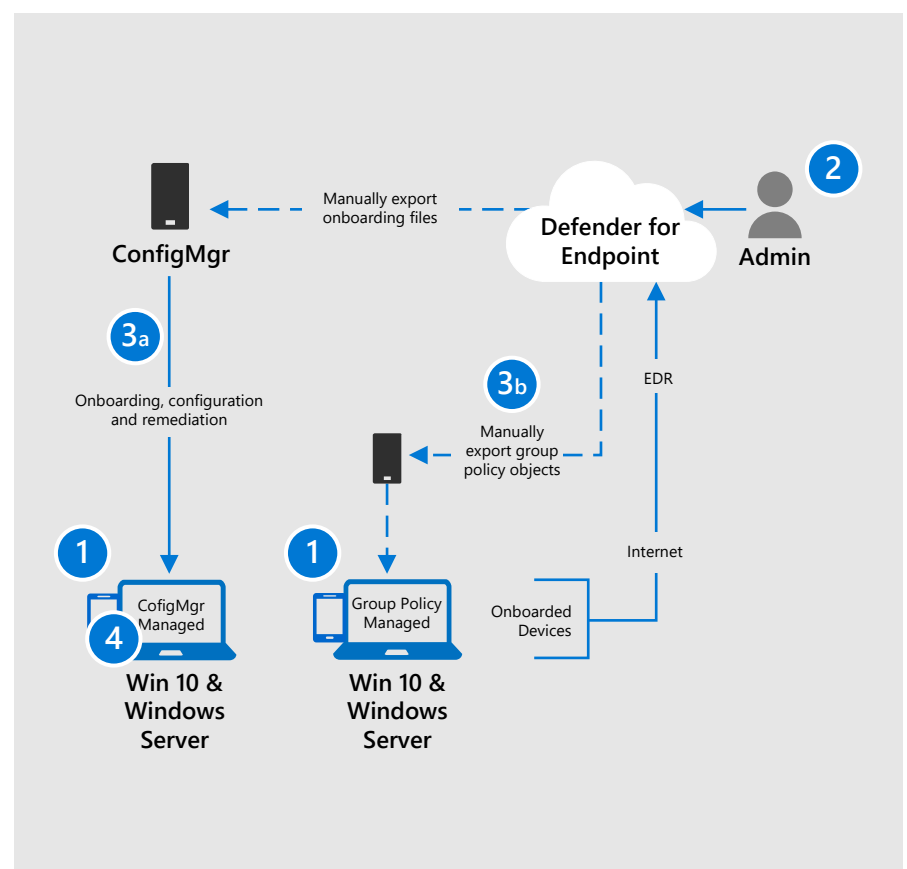 2
Manually export
onboarding files
Defender for
Endpoint
ConfigMgr
Admin
3a
3b
EDR
Onboarding, configuration
and remediation
Manually
export group
policy objects
1
1
Internet
CofigMgr
Managed
4
Group Policy
Managed
Onboarded
Devices
Win 10 &
Windows
Server
Win 10 &
Windows
Server